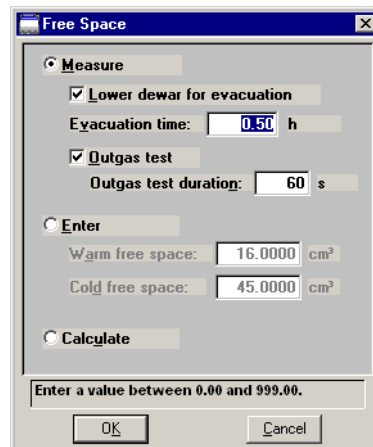 Free Space
Measure
Lower dewar for evacuation
Evacuation time: 0.50 h
Outgas test
Outgas test duration: 60 s
Enter
Warm free space: 16.0000 cm³
Cold free space: 45.0000 cm³
Calculate
Enter a value between 0.00 and 999.00.
OK Cancel